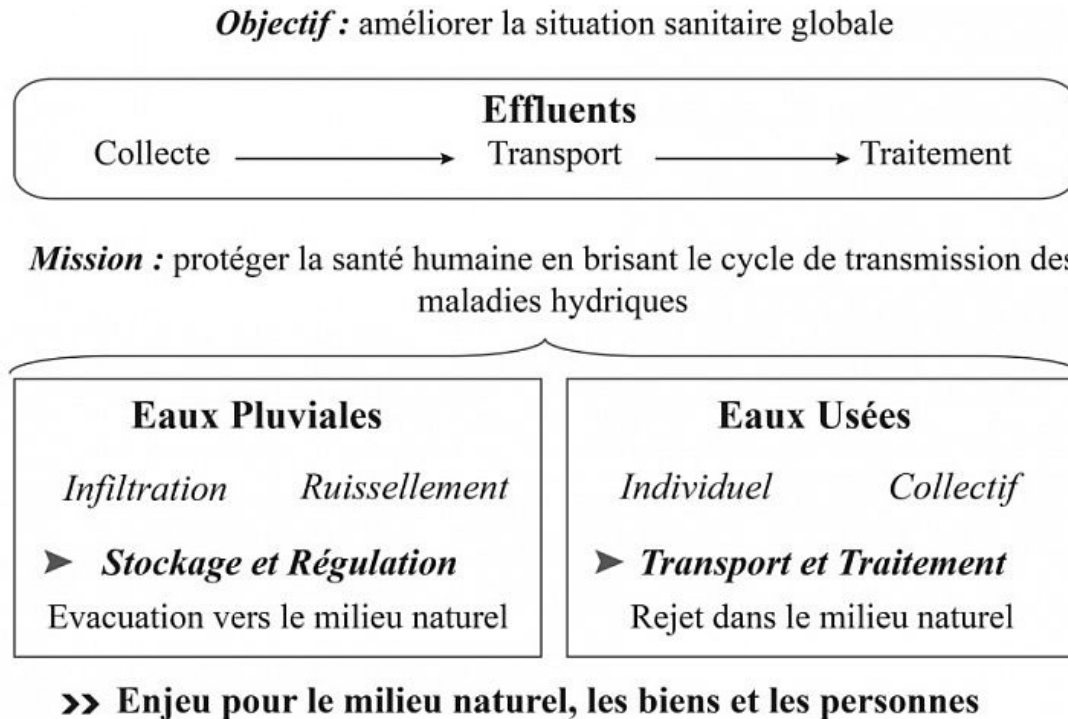 Objectif : améliorer la situation sanitaire globale
Effluents
Collecte Transport Traitement
Mission : protéger la santé humaine en brisant le cycle de transmission des
maladies hydriques
Eaux Pluviales
Infiltration Ruissellement
➤ Stockage et Régulation
Evacuation vers le milieu naturel
Eaux Usées
Individuel Collectif
➤ Transport et Traitement
Rejet dans le milieu naturel
›› Enjeu pour le milieu naturel, les biens et les personnes